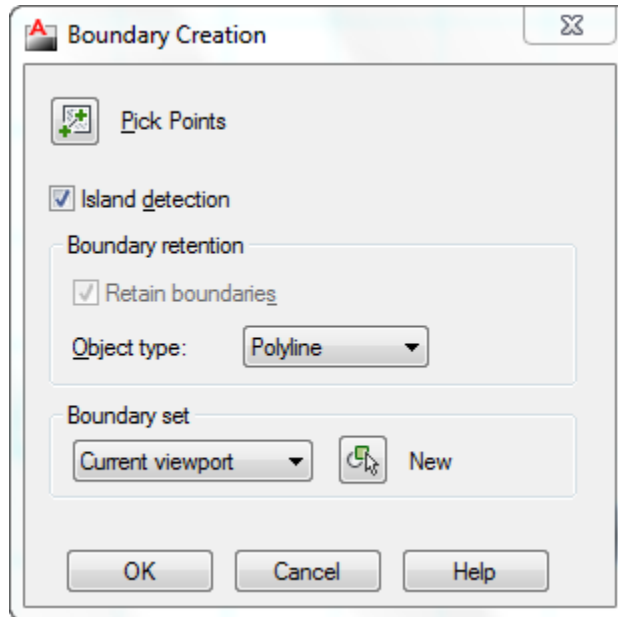 Boundary Creation
Pick Points
Island detection
Boundary retention
Retain boundaries
Object type: Polyline
Boundary set
Current viewport New
OK Cancel Help